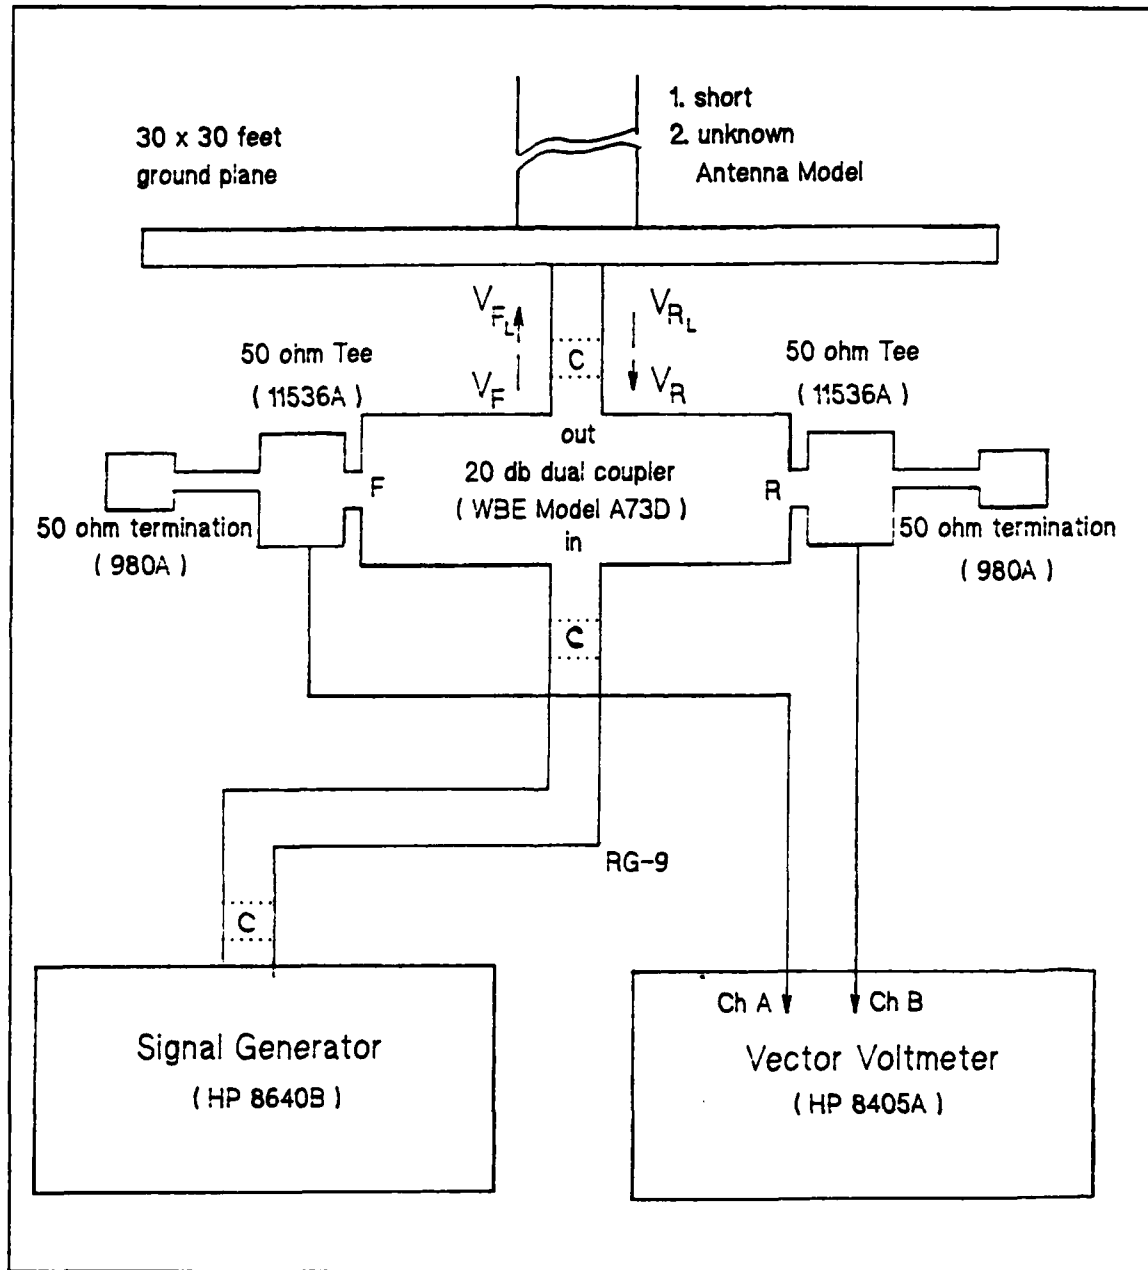 1. short
2. unknown
Antenna Model
30 x 30 feet
ground plane
V_FL
V_RL
C
V_F
V_R
50 ohm Tee
(11536A)
50 ohm Tee
(11536A)
out
20 db dual coupler
(WBE Model A73D)
in
F
R
50 ohm termination
(980A)
50 ohm termination
(980A)
C
RG-9
C
Ch A
Ch B
Signal Generator
(HP 8640B)
Vector Voltmeter
(HP 8405A)